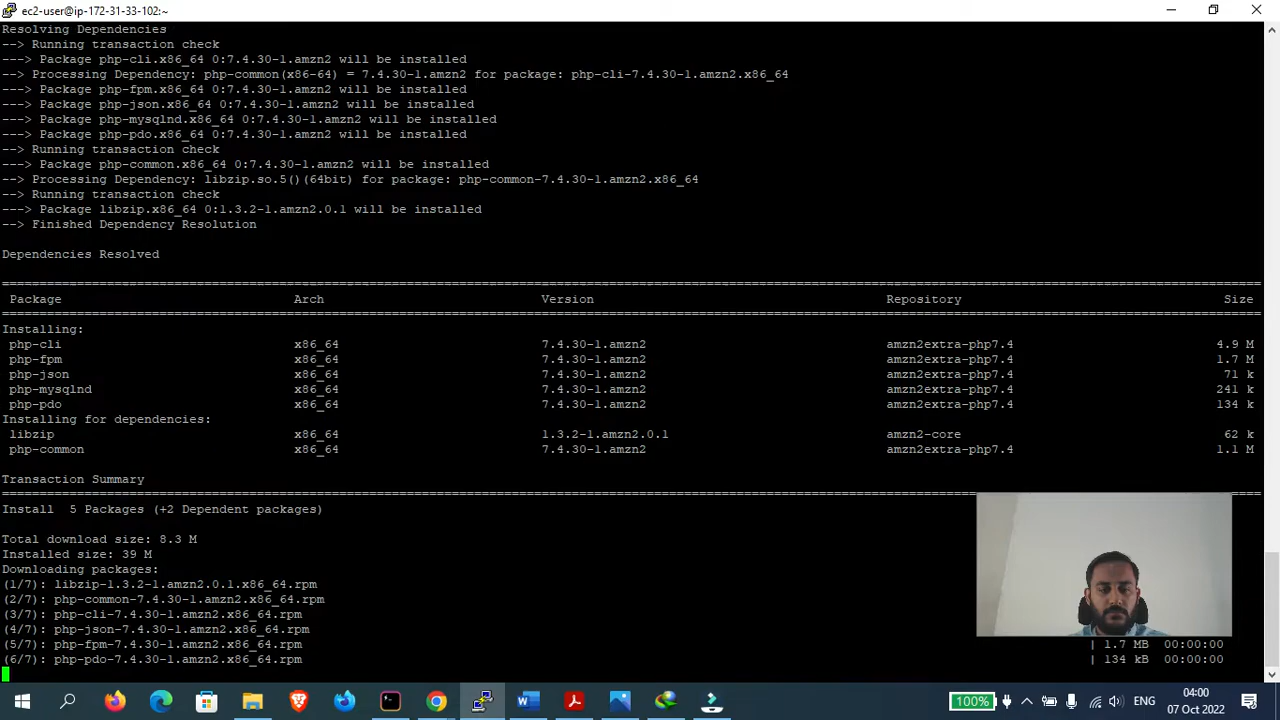 ec2-user@ip-172-31-33-102:~
Resolving Dependencies
--> Running transaction check
---> Package php-cli.x86_64 0:7.4.30-1.amzn2 will be installed
--> Processing Dependency: php-common(x86-64) = 7.4.30-1.amzn2 for package: php-cli-7.4.30-1.amzn2.x86_64
---> Package php-fpm.x86_64 0:7.4.30-1.amzn2 will be installed
---> Package php-json.x86_64 0:7.4.30-1.amzn2 will be installed
---> Package php-mysqlnd.x86_64 0:7.4.30-1.amzn2 will be installed
---> Package php-pdo.x86_64 0:7.4.30-1.amzn2 will be installed
--> Running transaction check
---> Package php-common.x86_64 0:7.4.30-1.amzn2 will be installed
--> Processing Dependency: libzip.so.5()(64bit) for package: php-common-7.4.30-1.amzn2.x86_64
--> Running transaction check
---> Package libzip.x86_64 0:1.3.2-1.amzn2.0.1 will be installed
--> Finished Dependency Resolution
Dependencies Resolved
Package Arch Version Repository Size
Installing:
php-cli x86_64 7.4.30-1.amzn2 amzn2extra-php7.4 4.9 M
php-fpm x86_64 7.4.30-1.amzn2 amzn2extra-php7.4 1.7 M
php-json x86_64 7.4.30-1.amzn2 amzn2extra-php7.4 71 k
php-mysqlnd x86_64 7.4.30-1.amzn2 amzn2extra-php7.4 241 k
php-pdo x86_64 7.4.30-1.amzn2 amzn2extra-php7.4 134 k
Installing for dependencies:
libzip x86_64 1.3.2-1.amzn2.0.1 amzn2-core 62 k
php-common x86_64 7.4.30-1.amzn2 amzn2extra-php7.4 1.1 M
Transaction Summary
Install 5 Packages (+2 Dependent packages)
Total download size: 8.3 M
Installed size: 39 M
Downloading packages:
(1/7): libzip-1.3.2-1.amzn2.0.1.x86_64.rpm
(2/7): php-common-7.4.30-1.amzn2.x86_64.rpm
(3/7): php-cli-7.4.30-1.amzn2.x86_64.rpm
(4/7): php-json-7.4.30-1.amzn2.x86_64.rpm
(5/7): php-fpm-7.4.30-1.amzn2.x86_64.rpm | 1.7 MB 00:00:00
(6/7): php-pdo-7.4.30-1.amzn2.x86_64.rpm | 134 kB 00:00:00
100% ENG 04:00
07 Oct 2022